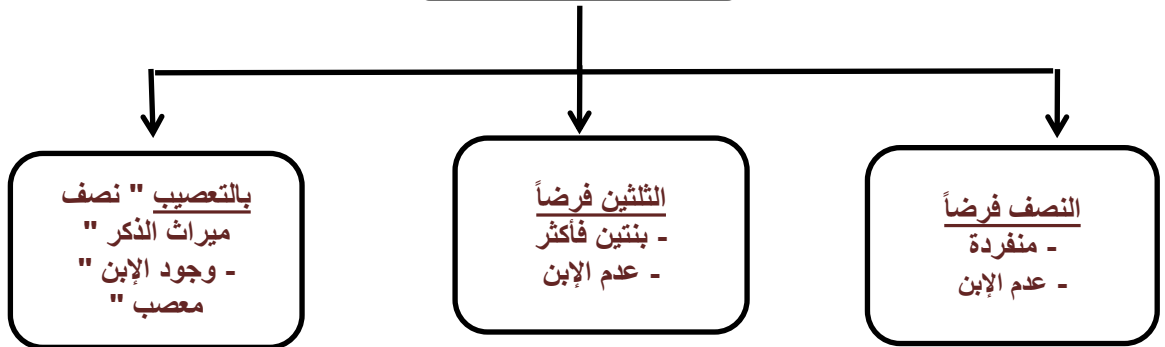 النصف فرضاً
- منفردة
- عدم الإبن
الثلثين فرضاً
- بنتين فأكثر
- عدم الإبن
بالتعصيب " نصف
ميراث الذكر "
- وجود الإبن "
معصب "